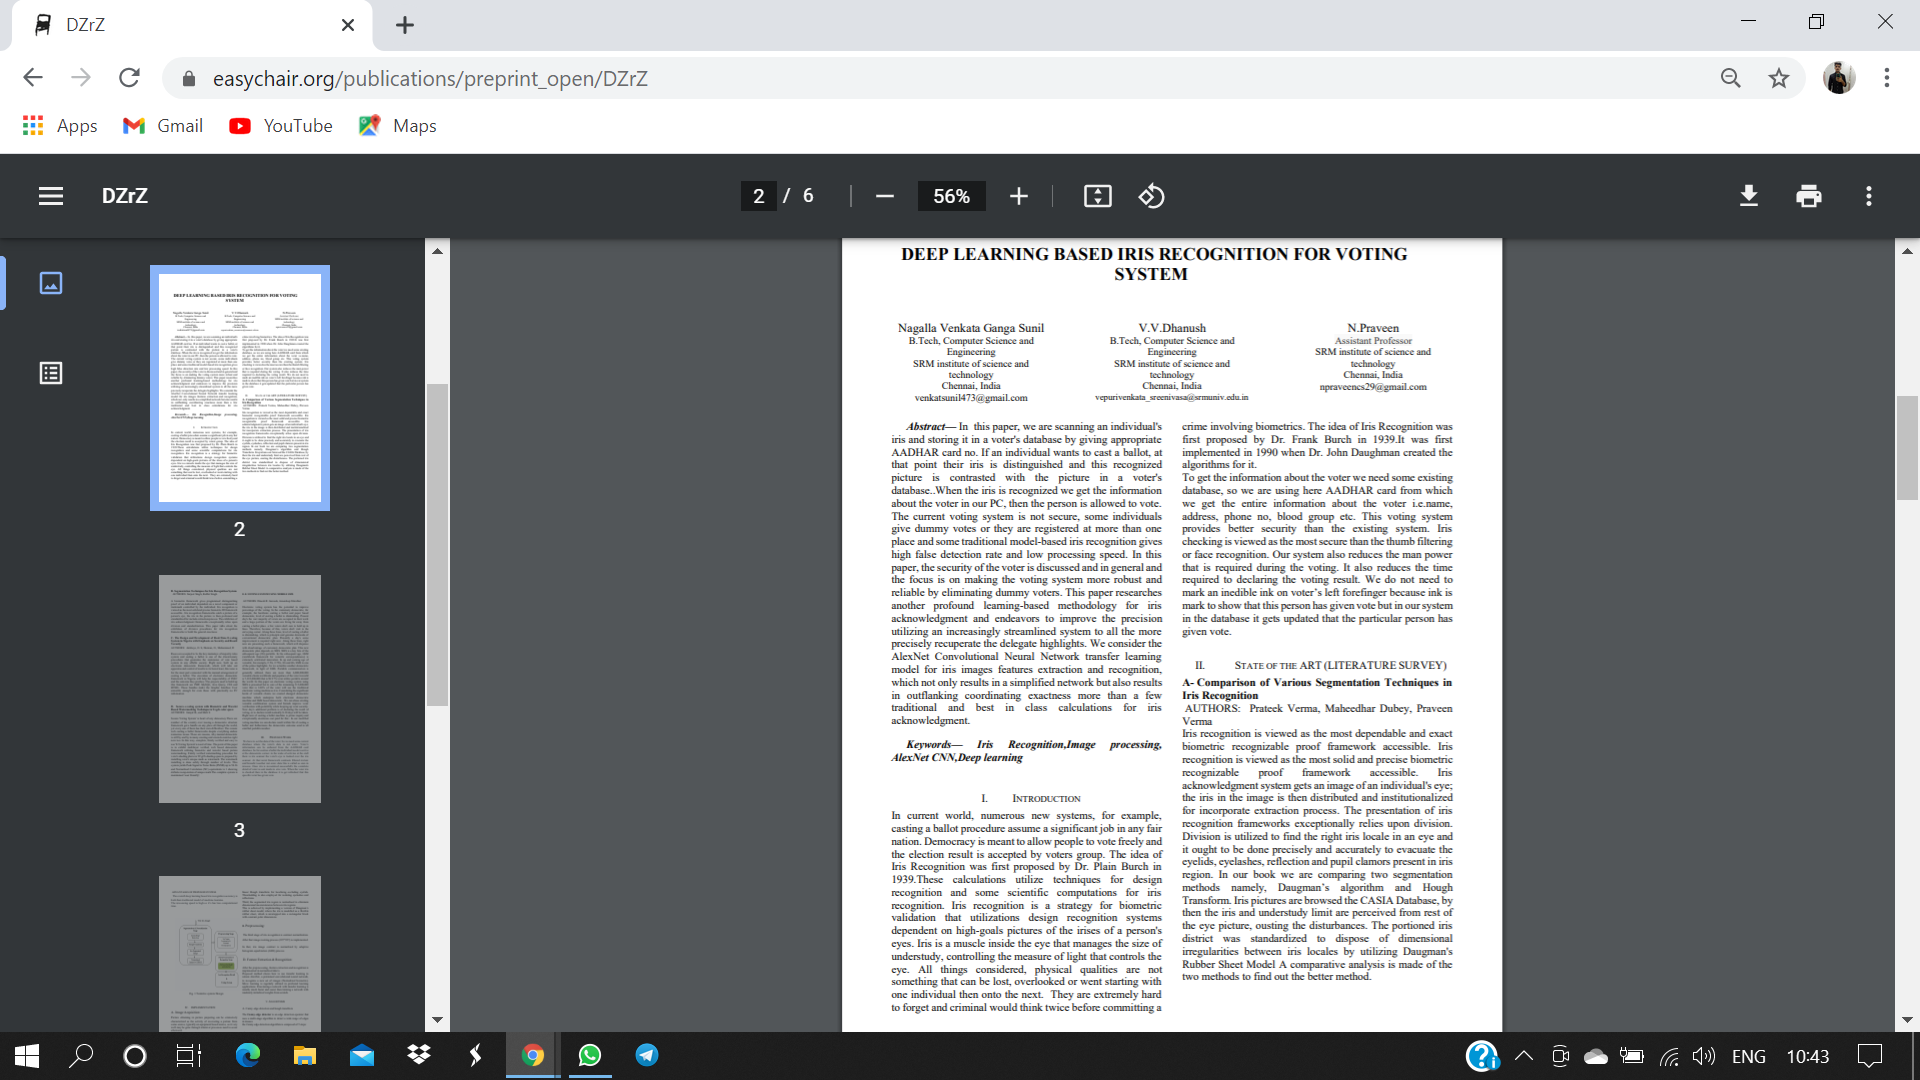 DZrZ
easychair.org/publications/preprint_open/DZrZ
Apps
Gmail
YouTube
Maps
DZrZ
2 / 6
56%
2
3
DEEP LEARNING BASED IRIS RECOGNITION FOR VOTING
SYSTEM
Nagalla Venkata Ganga Sunil
B.Tech, Computer Science and
Engineering
SRM institute of science and
technology
Chennai, India
venkatsunil473@gmail.com
V.V.Dhanush
B.Tech, Computer Science and
Engineering
SRM institute of science and
technology
Chennai, India
vepurivenkata_sreenivasa@srmuniv.edu.in
N.Praveen
Assistant Professor
SRM institute of science and
technology
Chennai, India
npraveencs29@gmail.com
Abstract— In this paper, we are scanning an individual's
iris and storing it in a voter's database by giving appropriate
AADHAR card no. If an individual wants to cast a ballot, at
that point their iris is distinguished and this recognized
picture is contrasted with the picture in a voter's
database..When the iris is recognized we get the information
about the voter in our PC, then the person is allowed to vote.
The current voting system is not secure, some individuals
give dummy votes or they are registered at more than one
place and some traditional model-based iris recognition gives
high false detection rate and low processing speed. In this
paper, the security of the voter is discussed and in general and
the focus is on making the voting system more robust and
reliable by eliminating dummy voters. This paper researches
another profound learning-based methodology for iris
acknowledgment and endeavors to improve the precision
utilizing an increasingly streamlined system to all the more
precisely recuperate the delegate highlights. We consider the
AlexNet Convolutional Neural Network transfer learning
model for iris images features extraction and recognition,
which not only results in a simplified network but also results
in outflanking coordinating exactness more than a few
traditional and best in class calculations for iris
acknowledgment.
Keywords— Iris Recognition,Image processing,
AlexNet CNN,Deep learning
I. INTRODUCTION
In current world, numerous new systems, for example,
casting a ballot procedure assume a significant job in any fair
nation. Democracy is meant to allow people to vote freely and
the election result is accepted by voters group. The idea of
Iris Recognition was first proposed by Dr. Plain Burch in
1939.These calculations utilize techniques for design
recognition and some scientific computations for iris
recognition. Iris recognition is a strategy for biometric
validation that utilizations design recognition systems
dependent on high-goals pictures of the irises of a person's
eyes. Iris is a muscle inside the eye that manages the size of
understudy, controlling the measure of light that controls the
eye. All things considered, physical qualities are not
something that can be lost, overlooked or went starting with
one individual then onto the next. They are extremely hard
to forget and criminal would think twice before committing a
crime involving biometrics. The idea of Iris Recognition was
first proposed by Dr. Frank Burch in 1939.It was first
implemented in 1990 when Dr. John Daughman created the
algorithms for it.
To get the information about the voter we need some existing
database, so we are using here AADHAR card from which
we get the entire information about the voter i.e.name,
address, phone no, blood group etc. This voting system
provides better security than the existing system. Iris
checking is viewed as the most secure than the thumb filtering
or face recognition. Our system also reduces the man power
that is required during the voting. It also reduces the time
required to declaring the voting result. We do not need to
mark an inedible ink on voter's left forefinger because ink is
mark to show that this person has given vote but in our system
in the database it gets updated that the particular person has
given vote.
II. STATE OF THE ART (LITERATURE SURVEY)
A- Comparison of Various Segmentation Techniques in
Iris Recognition
AUTHORS: Prateek Verma, Maheedhar Dubey, Praveen
Verma
Iris recognition is viewed as the most dependable and exact
biometric recognizable proof framework accessible. Iris
recognition is viewed as the most solid and precise biometric
recognizable proof framework accessible. Iris
acknowledgment system gets an image of an individual's eye;
the iris in the image is then distributed and institutionalized
for incorporate extraction process. The presentation of iris
recognition frameworks exceptionally relies upon division.
Division is utilized to find the right iris locale in an eye and
it ought to be done precisely and accurately to evacuate the
eyelids, eyelashes, reflection and pupil clamors present in iris
region. In our book we are comparing two segmentation
methods namely, Daugman's algorithm and Hough
Transform. Iris pictures are browsed the CASIA Database, by
then the iris and understudy limit are perceived from rest of
the eye picture, ousting the disturbances. The portioned iris
district was standardized to dispose of dimensional
irregularities between iris locales by utilizing Daugman's
Rubber Sheet Model A comparative analysis is made of the
two methods to find out the better method.
ENG
10:43